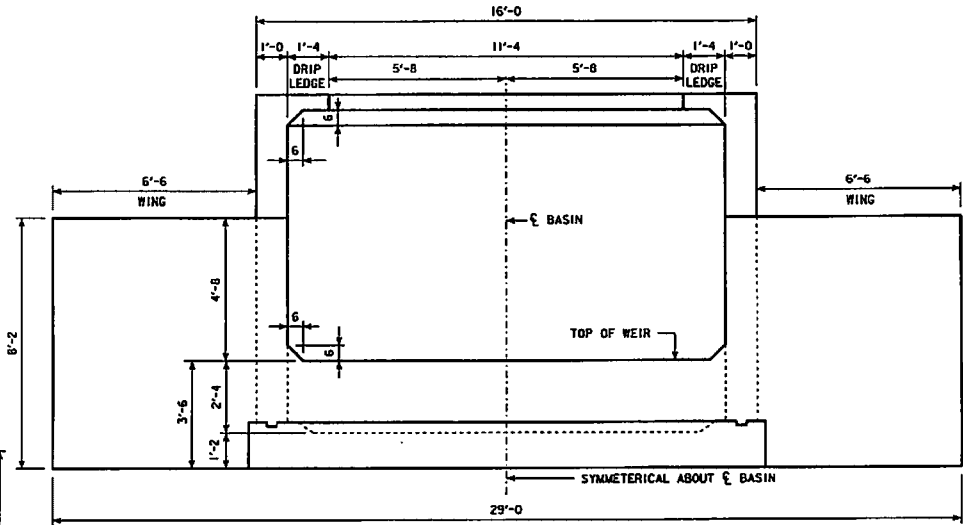 16'-0
1'-0 1'-4 11'-4 1'-4 1'-0
DRIP LEDGE
5'-8 5'-8
DRIP LEDGE
6
6
6'-6
WING
6'-6
WING
℄ BASIN
8'-2
4'-8
6
6
TOP OF WEIR
3'-6
2'-4
1'-2
SYMMETERICAL ABOUT ℄ BASIN
29'-0